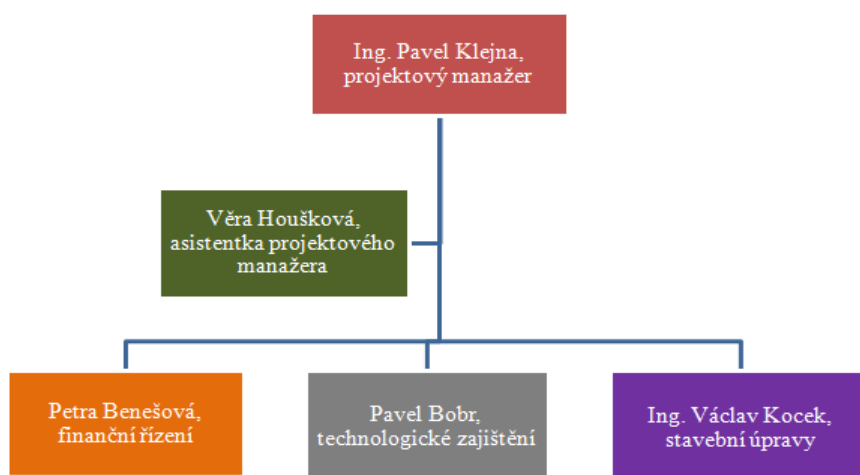 Ing. Pavel Klejna,
projektový manažer
Věra Houšková,
asistentka projektového
manažera
Petra Benešová,
finanční řízení
Pavel Bobr,
technologické zajištění
Ing. Václav Kocek,
stavební úpravy